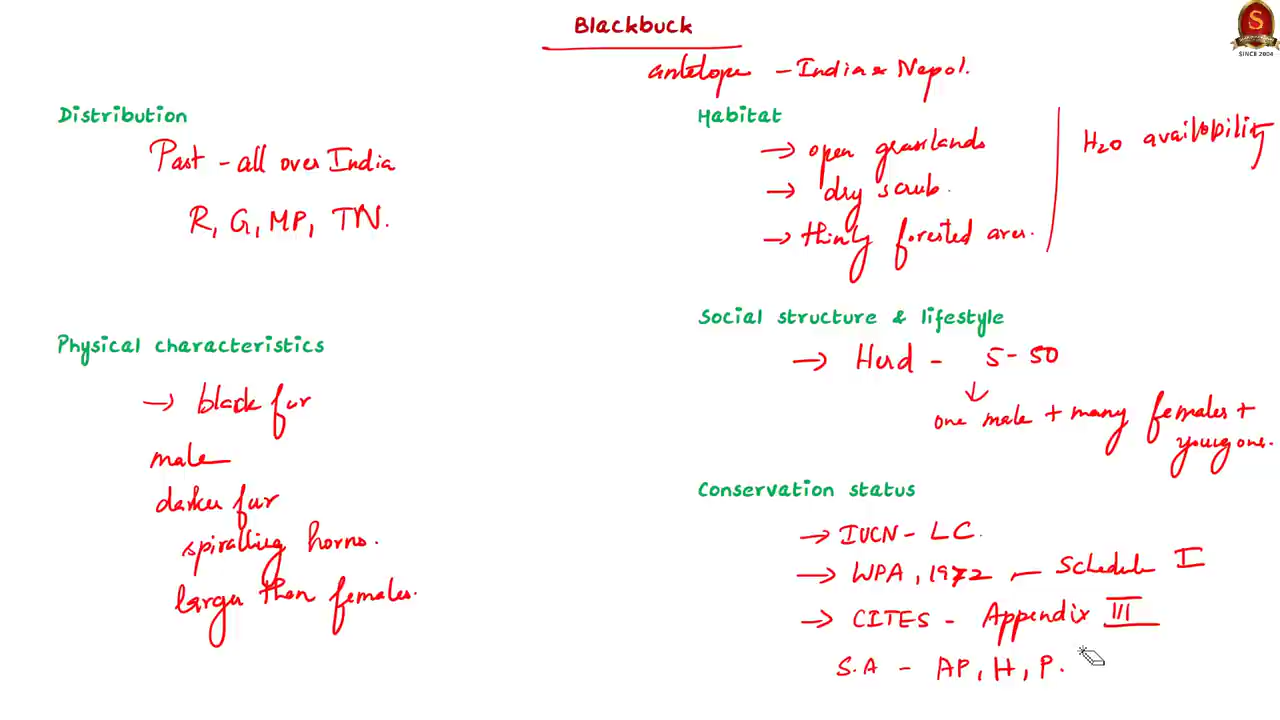 Blackbuck
S
SINCE 2004
antelope - India & Nepal.
Distribution
Past - all over India
R, G, MP, TN.
Physical characteristics
→ black fur
male
darker fur
spiralling horns.
larger than females.
Habitat
→ open grasslands
→ dry scrub.
→ thinly forested area.
H2O availability
Social structure & lifestyle
→ Herd - 5-50
↓
one male + many females +
young one.
Conservation status
→ IUCN - LC.
→ WPA, 1972 - Schedule I
→ CITES - Appendix III
S.A - AP, H, P.